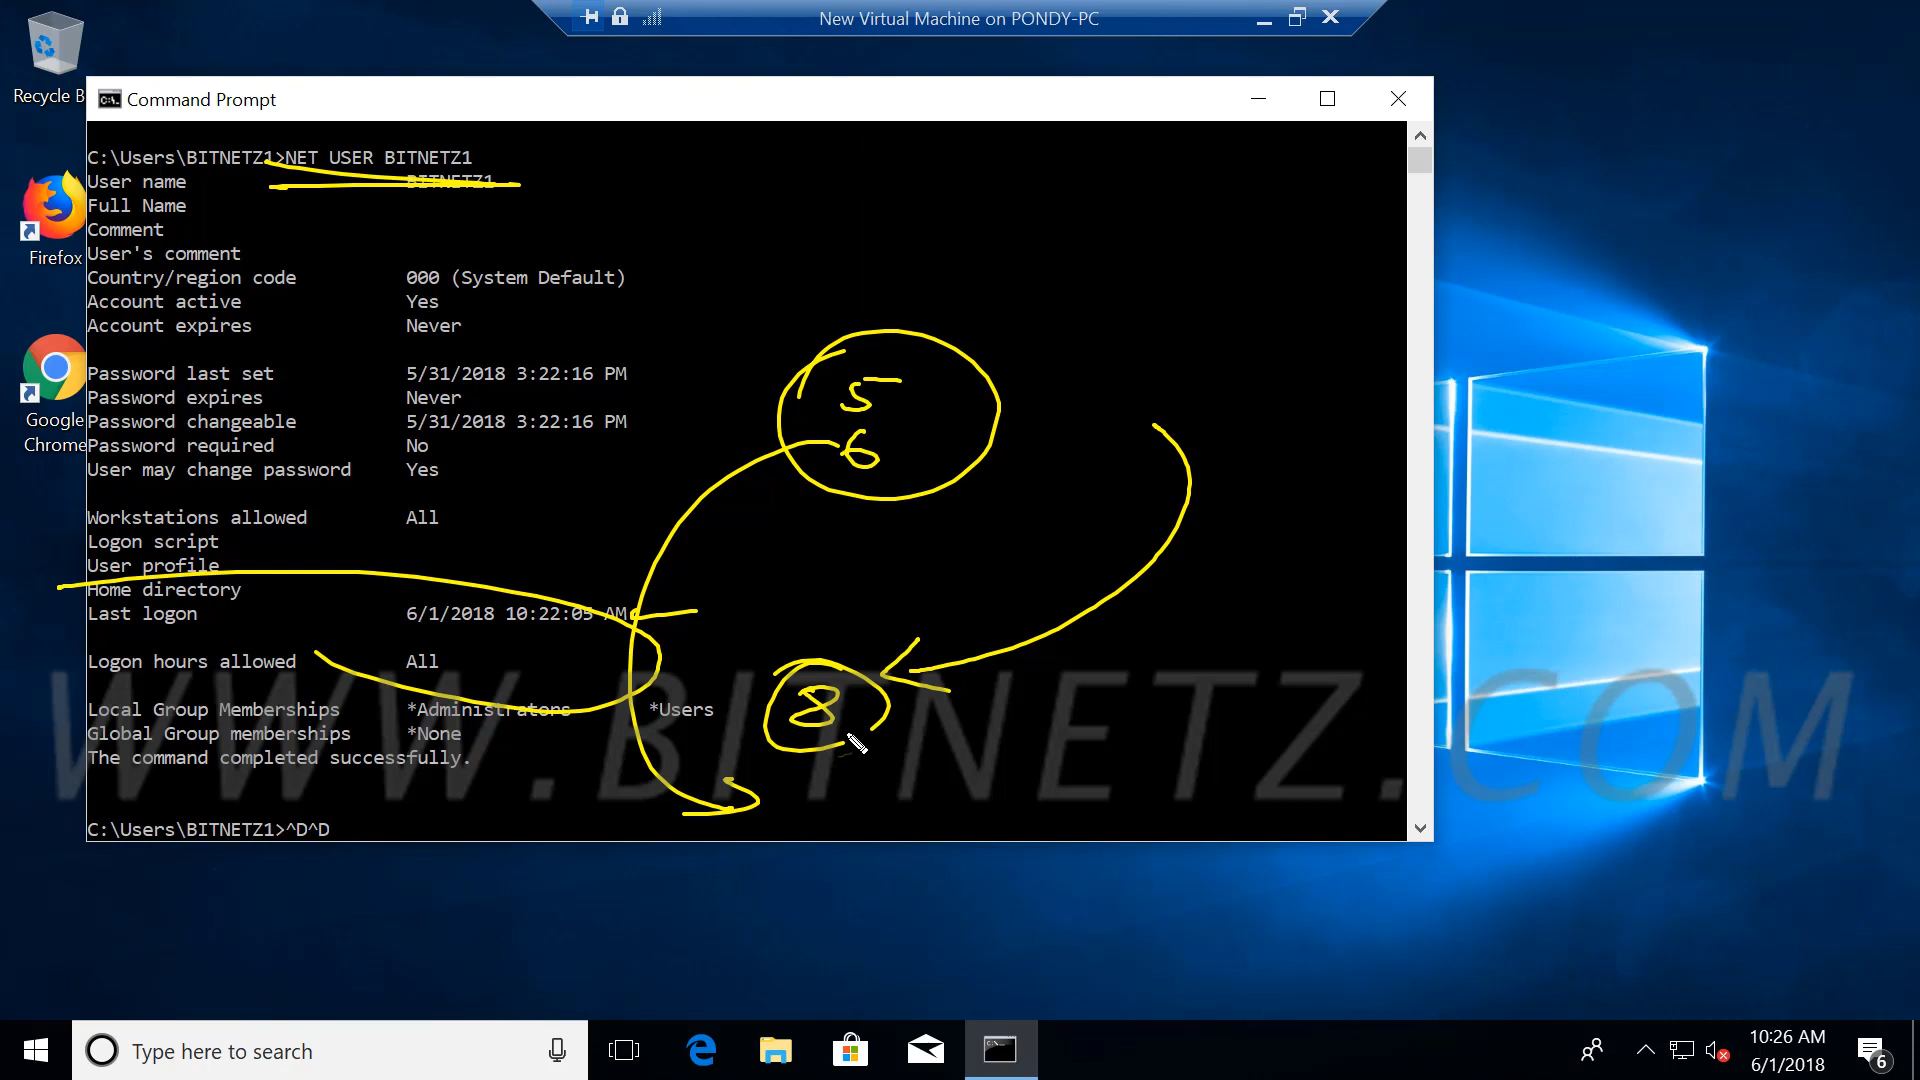 New Virtual Machine on PONDY-PC
Recycle B
Command Prompt
C:\Users\BITNETZ1>NET USER BITNETZ1
User name BITNETZ1
Full Name
Comment
User's comment
Country/region code 000 (System Default)
Account active Yes
Account expires Never
Password last set 5/31/2018 3:22:16 PM
Password expires Never
Password changeable 5/31/2018 3:22:16 PM
Password required No
User may change password Yes
Workstations allowed All
Logon script
User profile
Home directory
Last logon 6/1/2018 10:22:05 AM
Logon hours allowed All
Local Group Memberships *Administrators *Users
Global Group memberships *None
The command completed successfully.
C:\Users\BITNETZ1>^D^D
Firefox
Google
Chrome
5
6
8
WWW.BITNETZ.COM
Type here to search
10:26 AM
6/1/2018
6